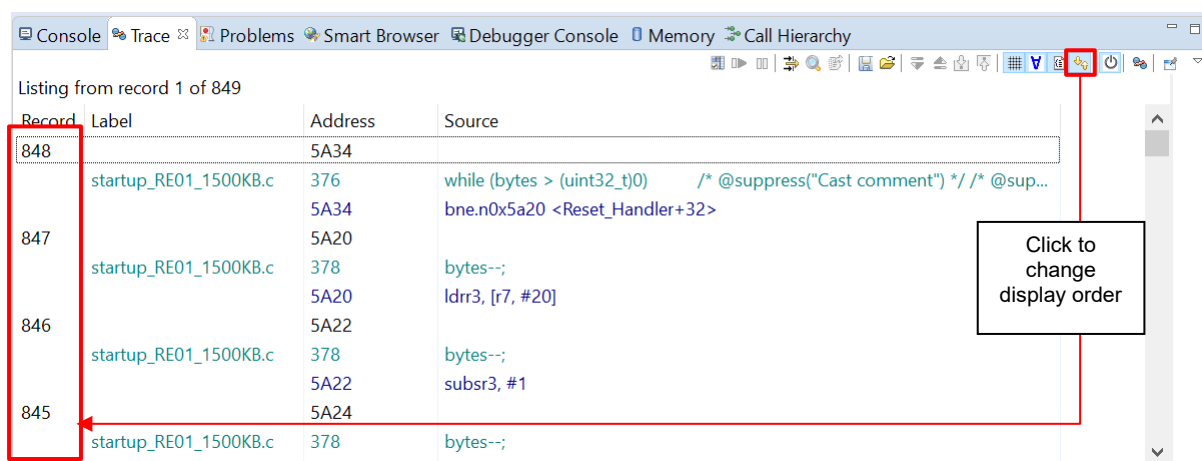 Console Trace Problems Smart Browser Debugger Console Memory Call Hierarchy
Listing from record 1 of 849
Record Label Address Source
848 5A34
startup_RE01_1500KB.c 376 while (bytes > (uint32_t)0) /* @suppress("Cast comment") */ /* @sup...
5A34 bne.n0x5a20 <Reset_Handler+32>
847 5A20
startup_RE01_1500KB.c 378 bytes--;
5A20 ldrr3, [r7, #20]
846 5A22
startup_RE01_1500KB.c 378 bytes--;
5A22 subsr3, #1
845 5A24
startup_RE01_1500KB.c 378 bytes--;
Click to
change
display order